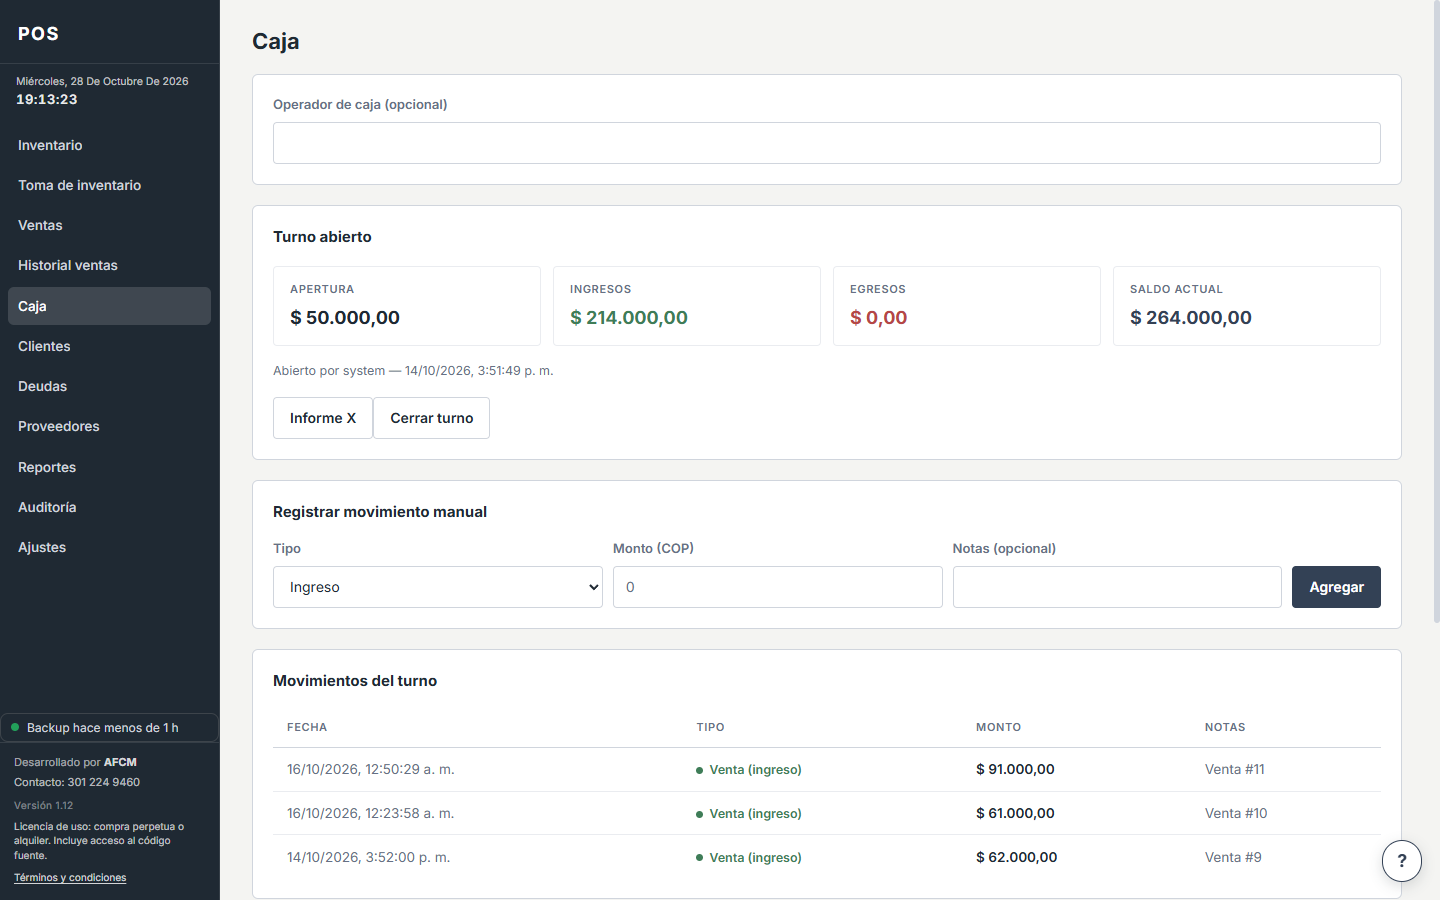 POS
Miércoles, 28 De Octubre De 2026
19:13:23
Inventario
Toma de inventario
Ventas
Historial ventas
Caja
Clientes
Deudas
Proveedores
Reportes
Auditoría
Ajustes
Backup hace menos de 1 h
Desarrollado por AFCM
Contacto: 301 224 9460
Versión 1.12
Licencia de uso: compra perpetua o
alquiler. Incluye acceso al código
fuente.
Términos y condiciones
Caja
Operador de caja (opcional)
Turno abierto
APERTURA
$ 50.000,00
INGRESOS
$ 214.000,00
EGRESOS
$ 0,00
SALDO ACTUAL
$ 264.000,00
Abierto por system — 14/10/2026, 3:51:49 p. m.
Informe X Cerrar turno
Registrar movimiento manual
Tipo Monto (COP) Notas (opcional)
Ingreso 0 Agregar
Movimientos del turno
FECHA TIPO MONTO NOTAS
16/10/2026, 12:50:29 a. m. Venta (ingreso) $ 91.000,00 Venta #11
16/10/2026, 12:23:58 a. m. Venta (ingreso) $ 61.000,00 Venta #10
14/10/2026, 3:52:00 p. m. Venta (ingreso) $ 62.000,00 Venta #9
?